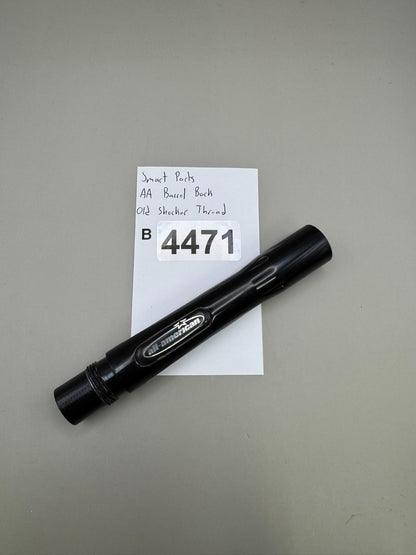 Smart Parts
AA Barrel Back
Old Shocker Thread
B 4471
all-american